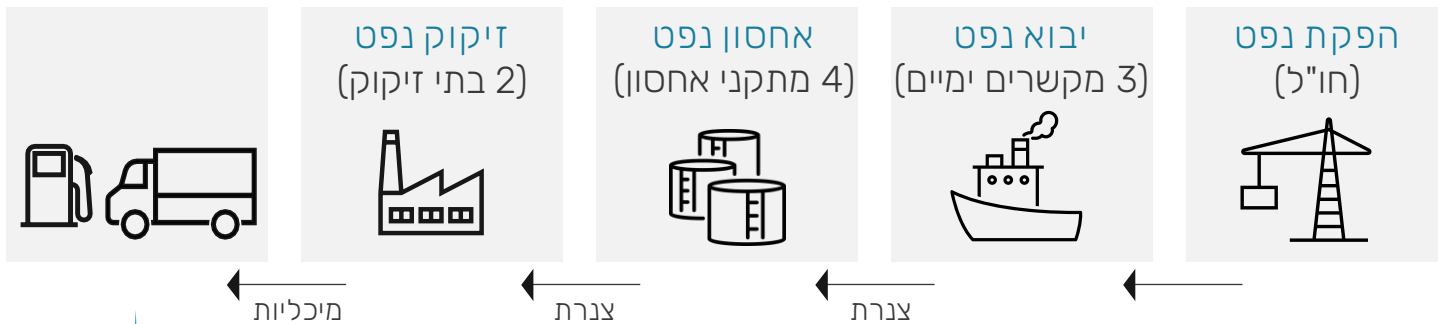 הפקת נפט
(חו"ל)
יבוא נפט
(3 מקשרים ימיים)
אחסון נפט
(4 מתקני אחסון)
זיקוק נפט
(2 בתי זיקוק)
צנרת
צנרת
מיכליות